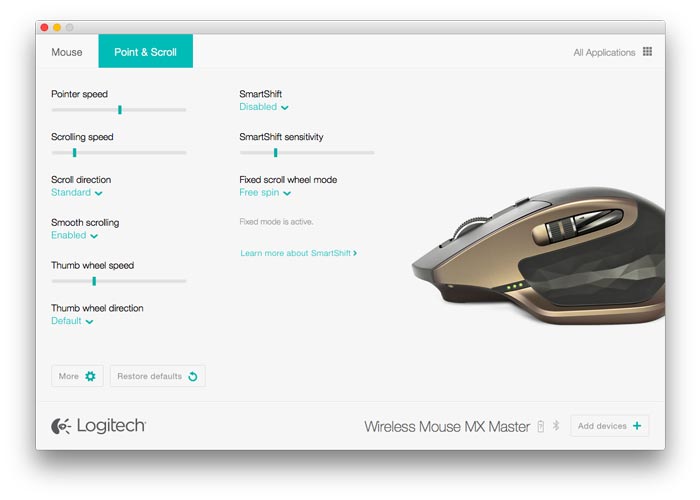 Mouse
Point & Scroll
All Applications
Pointer speed
Scrolling speed
Scroll direction
Standard
Smooth scrolling
Enabled
Thumb wheel speed
Thumb wheel direction
Default
SmartShift
Disabled
SmartShift sensitivity
Fixed scroll wheel mode
Free spin
Fixed mode is active.
Learn more about SmartShift
More
Restore defaults
Logitech
Wireless Mouse MX Master
Add devices